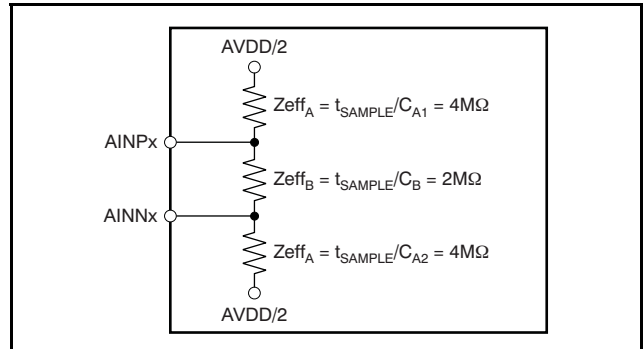 AVDD/2
Zeff_A = t_SAMPLE/C_A1 = 4MΩ
AINPx
Zeff_B = t_SAMPLE/C_B = 2MΩ
AINNx
Zeff_A = t_SAMPLE/C_A2 = 4MΩ
AVDD/2